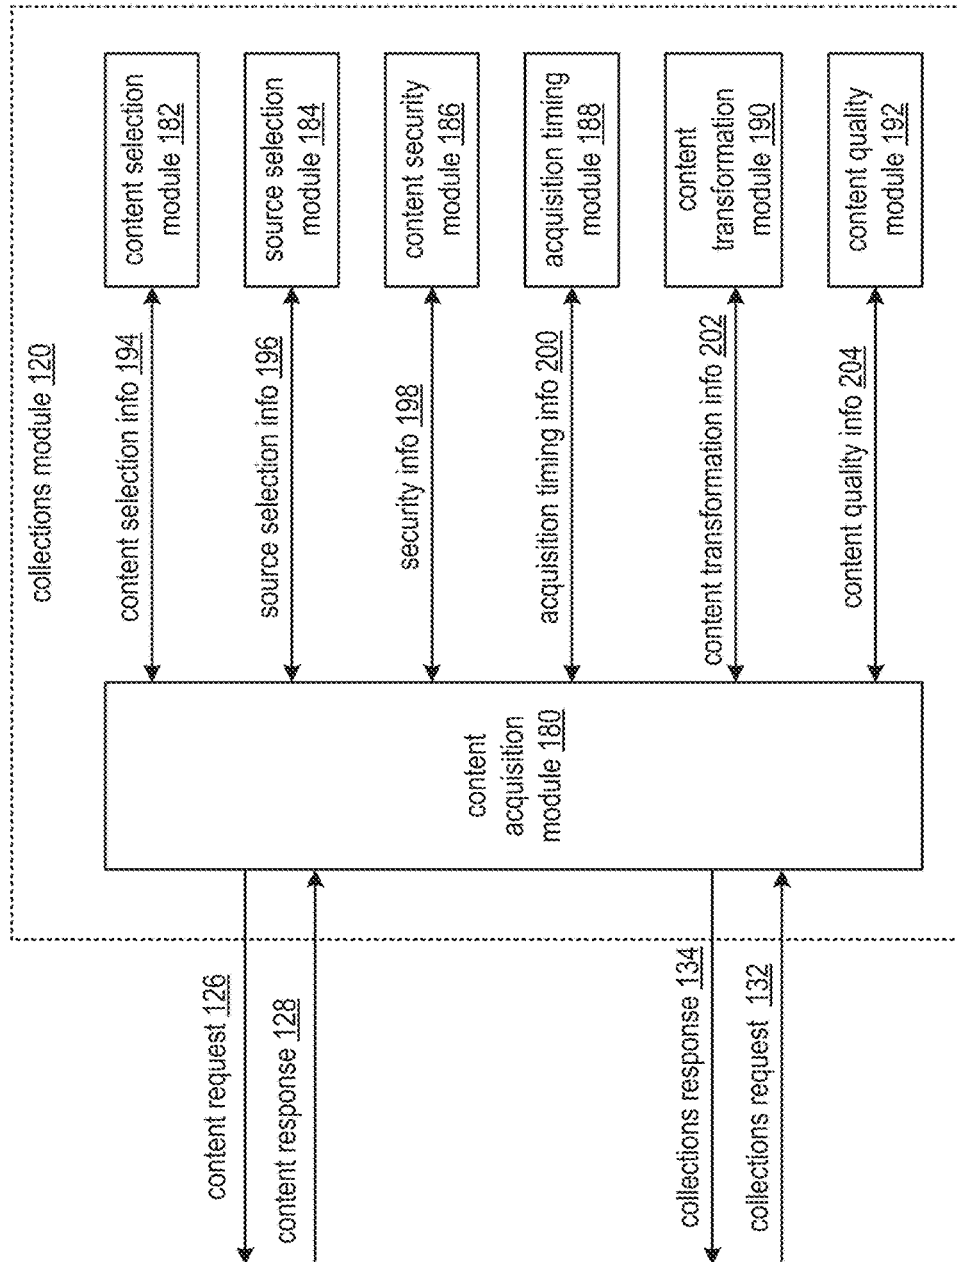 collections module 120
content selection
module 182
source selection
module 184
content security
module 186
acquisition timing
module 188
content
transformation
module 190
content quality
module 192
content selection info 194
source selection info 196
security info 198
acquisition timing info 200
content transformation info 202
content quality info 204
content
acquisition
module 180
content request 126
content response 128
collections response 134
collections request 132